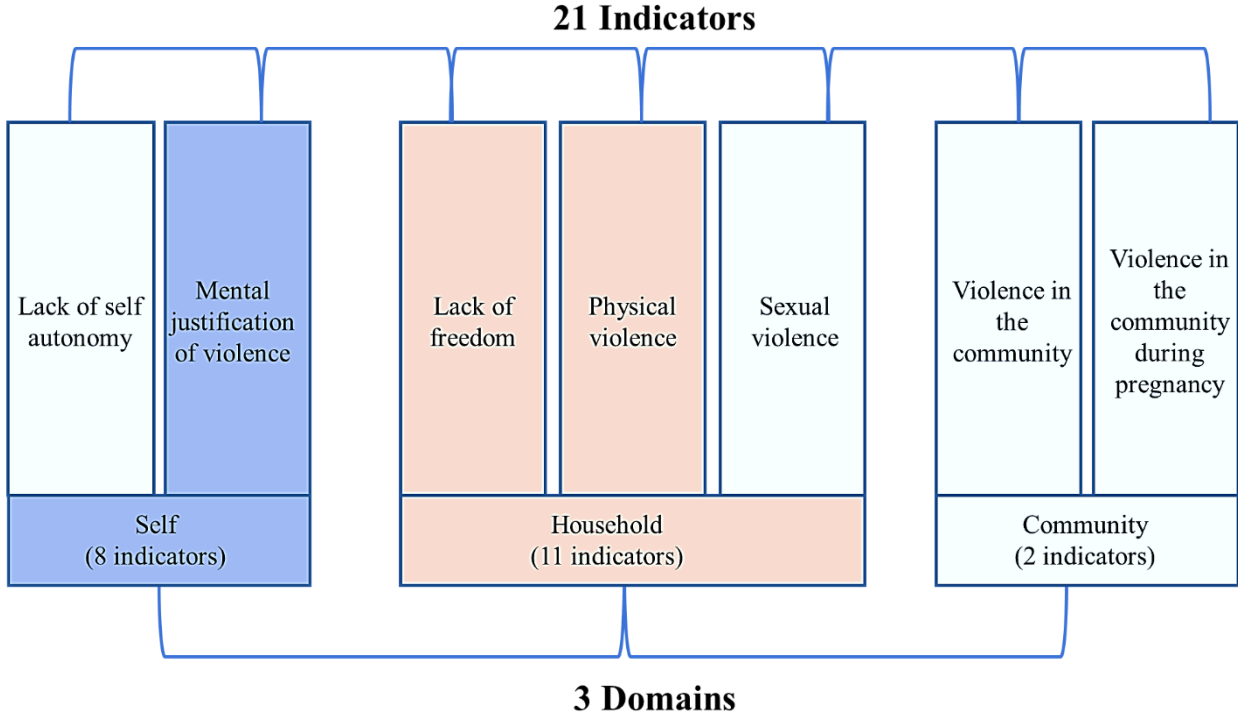 21 Indicators
Lack of self
autonomy
Mental
justification
of violence
Lack of
freedom
Physical
violence
Sexual
violence
Violence in
the
community
Violence in
the
community
during
pregnancy
Self
(8 indicators)
Household
(11 indicators)
Community
(2 indicators)
3 Domains